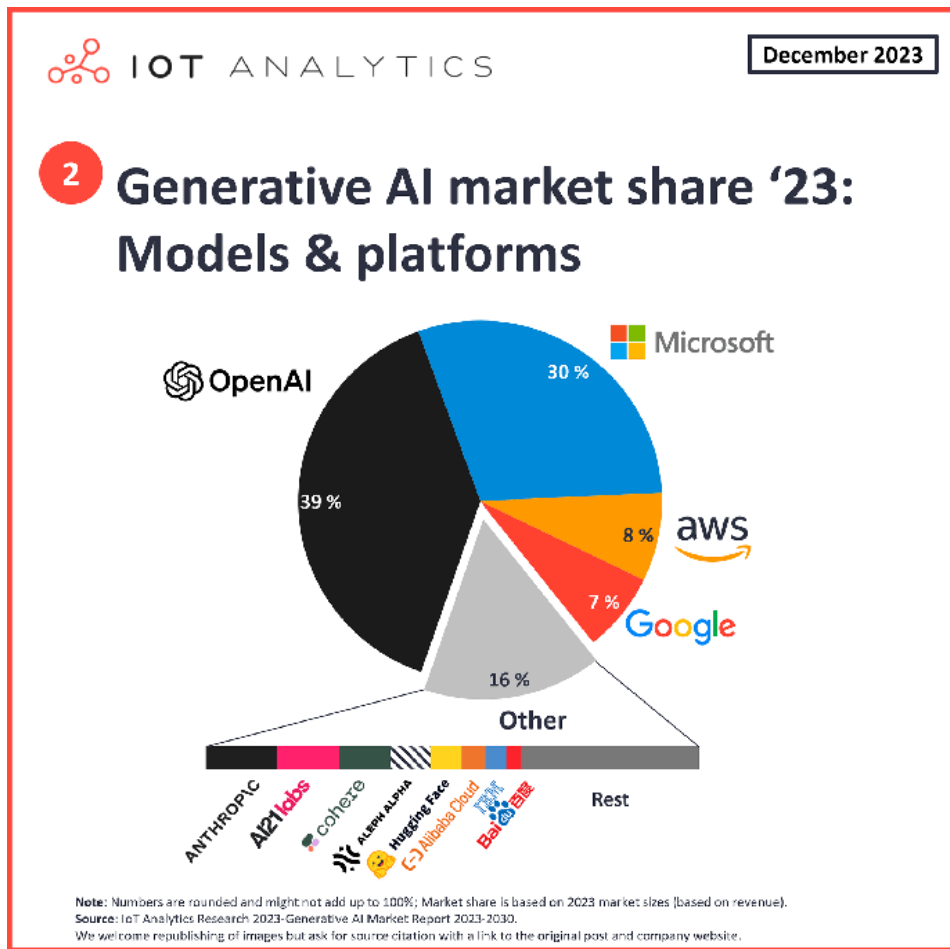 IOT ANALYTICS
December 2023
2
Generative AI market share ‘23:
Models & platforms
Microsoft
OpenAI
30 %
39 %
aws
8 %
7 %
Google
16 %
Other
ANTHROP\C
AI21labs
cohere
ALEPH ALPHA
Hugging Face
Alibaba Cloud
IBM
Baidu百度
Rest
Note: Numbers are rounded and might not add up to 100%; Market share is based on 2023 market sizes (based on revenue).
Source: IoT Analytics Research 2023-Generative AI Market Report 2023-2030.
We welcome republishing of images but ask for source citation with a link to the original post and company website.